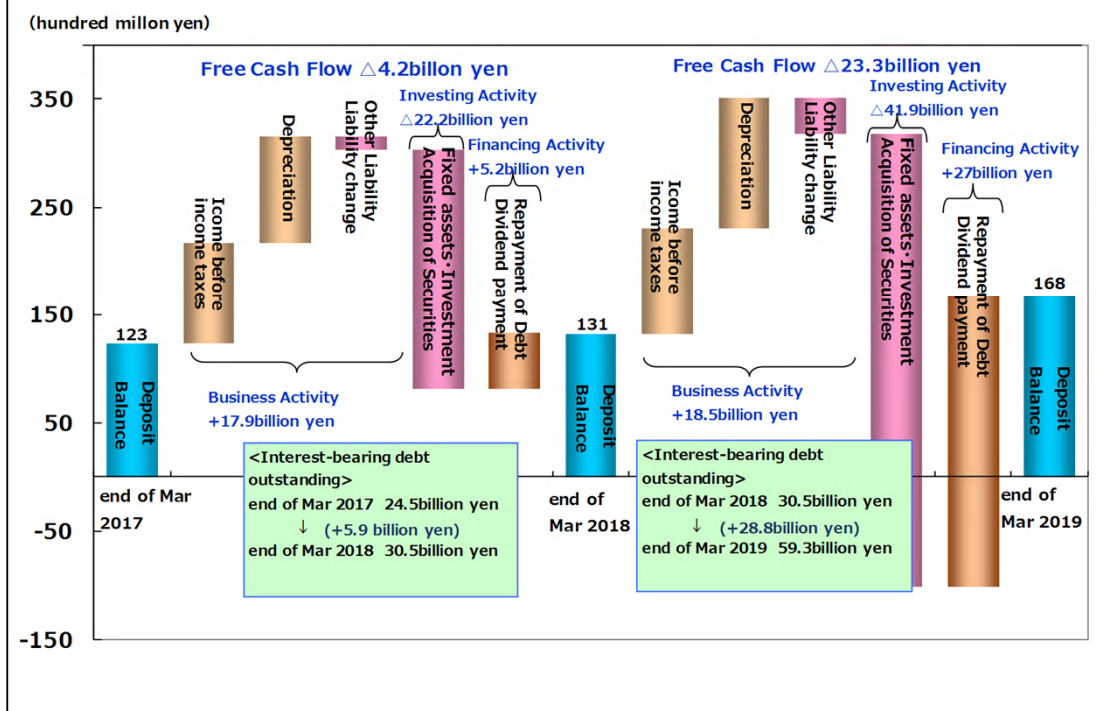 (hundred millon yen)
Free Cash Flow △4.2billon yen
Free Cash Flow △23.3billion yen
350
250
150
50
-50
-150
123
Deposit
Balance
end of Mar
2017
Icome before
income taxes
Depreciation
Other Liability
Liability change
Business Activity
+17.9billion yen
Investing Activity
△22.2billion yen
Fixed assets・Investment
Acquisition of Securities
Financing Activity
+5.2billion yen
Repayment of Debt
Dividend payment
<Interest-bearing debt
outstanding>
end of Mar 2017 24.5billion yen
↓ (+5.9 billion yen)
end of Mar 2018 30.5billion yen
131
Deposit
Balance
end of
Mar 2018
Icome before
income taxes
Depreciation
Other Liability
Liability change
Business Activity
+18.5billion yen
Investing Activity
△41.9billion yen
Fixed assets・Investment
Acquisition of Securities
Financing Activity
+27billion yen
Repayment of Debt
Dividend payment
<Interest-bearing debt
outstanding>
end of Mar 2018 30.5billion yen
↓ (+28.8billion yen)
end of Mar 2019 59.3billion yen
168
Deposit
Balance
end of
Mar 2019